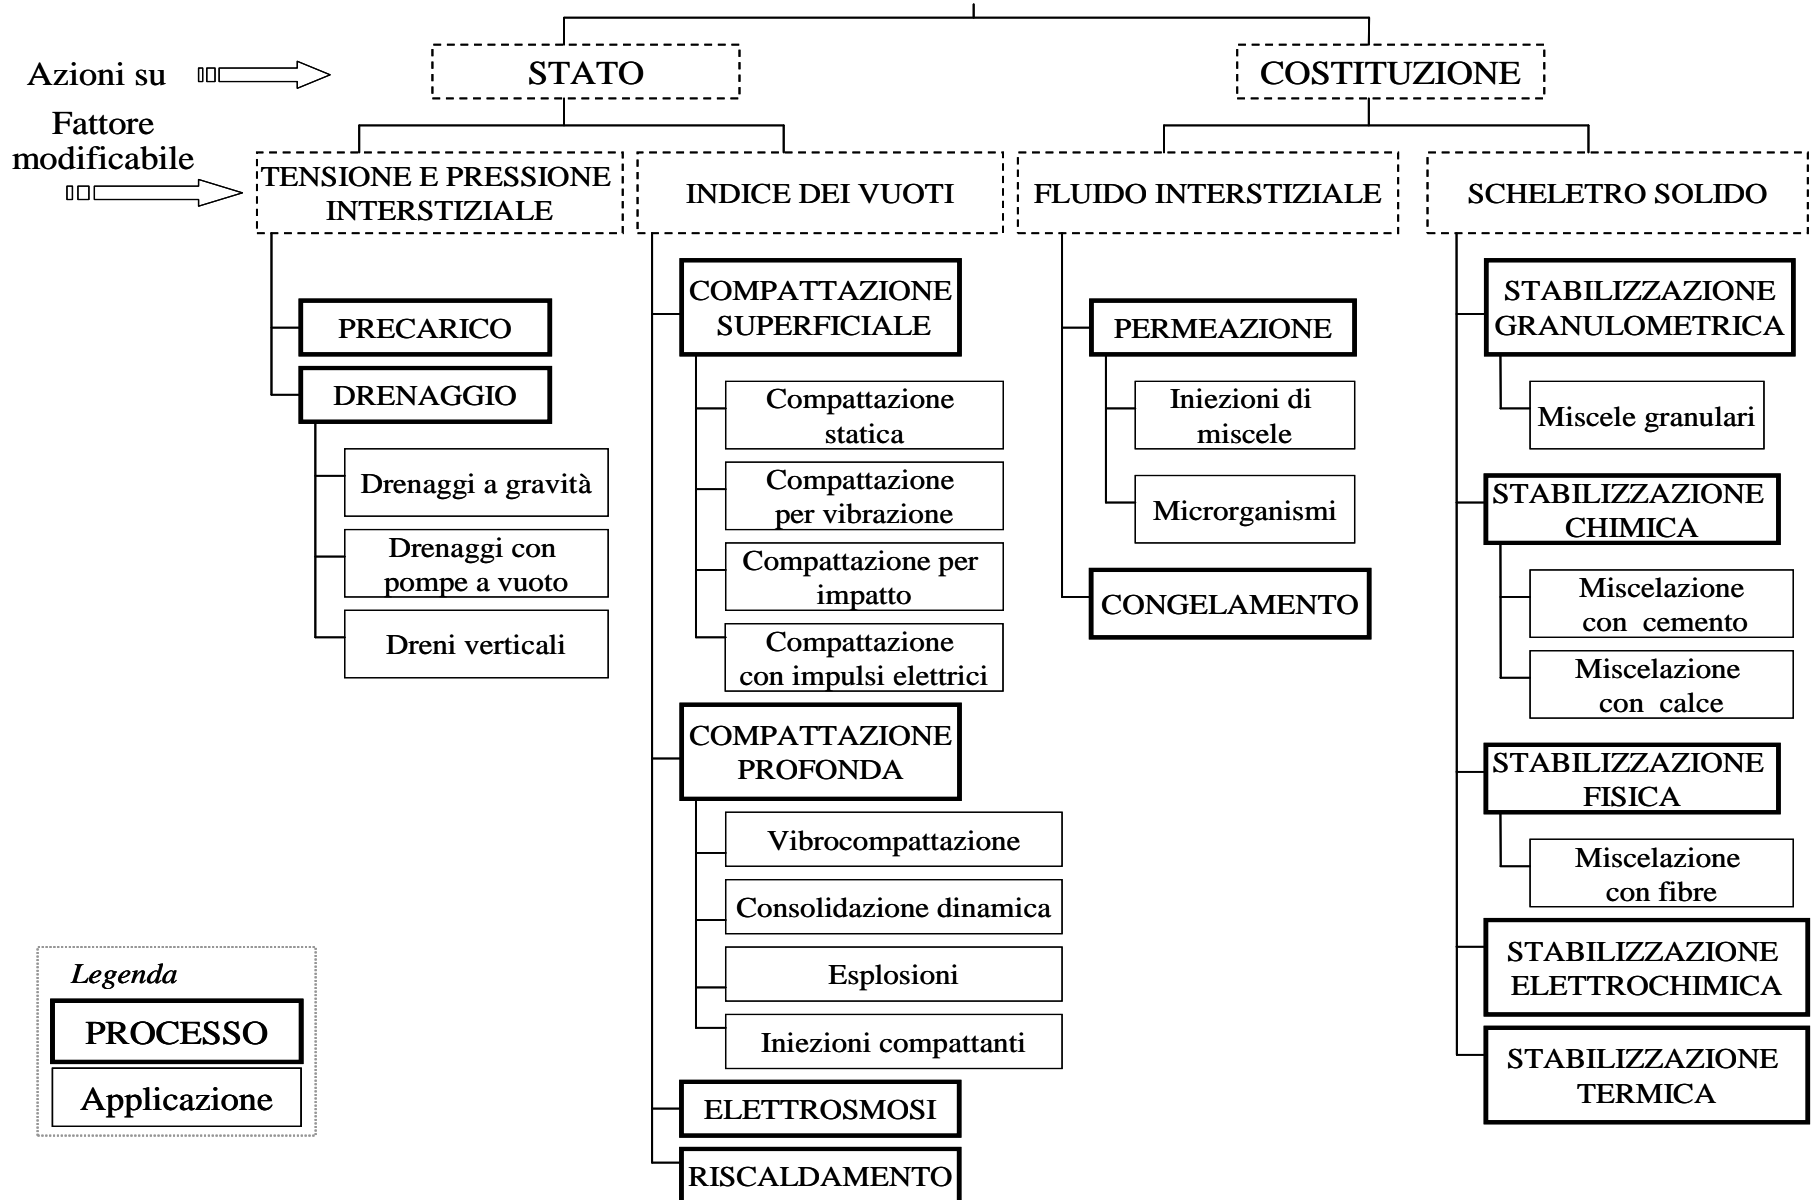 Azioni su
STATO
COSTITUZIONE
Fattore
modificabile
TENSIONE E PRESSIONE
INTERSTIZIALE
INDICE DEI VUOTI
FLUIDO INTERSTIZIALE
SCHELETRO SOLIDO
PRECARICO
DRENAGGIO
Drenaggi a gravità
Drenaggi con
pompe a vuoto
Dreni verticali
COMPATTAZIONE
SUPERFICIALE
Compattazione
statica
Compattazione
per vibrazione
Compattazione per
impatto
Compattazione
con impulsi elettrici
COMPATTAZIONE
PROFONDA
Vibrocompattazione
Consolidazione dinamica
Esplosioni
Iniezioni compattanti
ELETTROSMOSI
RISCALDAMENTO
PERMEAZIONE
Iniezioni di
miscele
Microrganismi
CONGELAMENTO
STABILIZZAZIONE
GRANULOMETRICA
Miscele granulari
STABILIZZAZIONE
CHIMICA
Miscelazione
con cemento
Miscelazione
con calce
STABILIZZAZIONE
FISICA
Miscelazione
con fibre
STABILIZZAZIONE
ELETTROCHIMICA
STABILIZZAZIONE
TERMICA
Legenda
PROCESSO
Applicazione